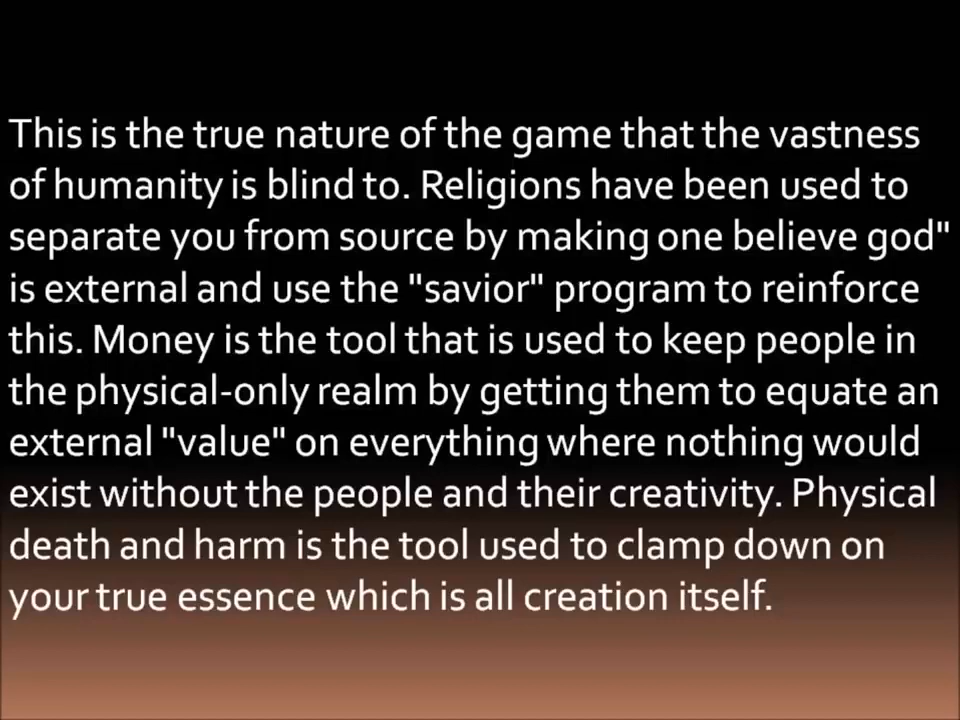 This is the true nature of the game that the vastness
of humanity is blind to. Religions have been used to
separate you from source by making one believe god"
is external and use the "savior" program to reinforce
this. Money is the tool that is used to keep people in
the physical-only realm by getting them to equate an
external "value" on everything where nothing would
exist without the people and their creativity. Physical
death and harm is the tool used to clamp down on
your true essence which is all creation itself.